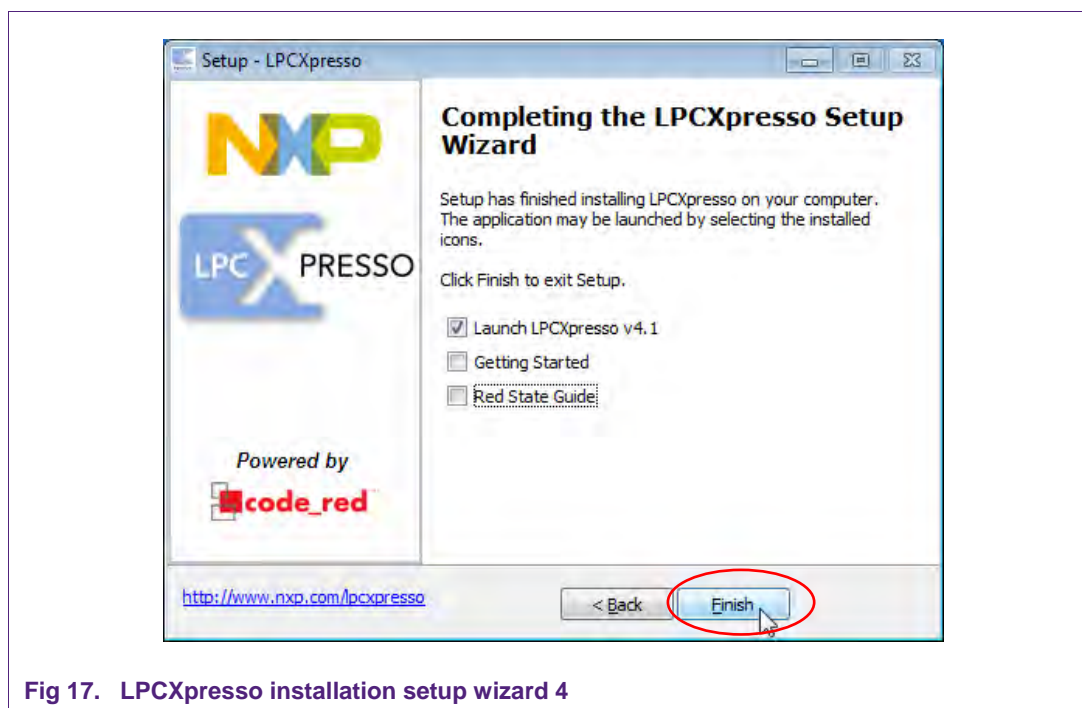 Setup - LPCXpresso
NXP
LPC XPRESSO
Powered by
code_red
Completing the LPCXpresso Setup
Wizard
Setup has finished installing LPCXpresso on your computer.
The application may be launched by selecting the installed
icons.
Click Finish to exit Setup.
Launch LPCXpresso v4.1
Getting Started
Red State Guide
http://www.nxp.com/lpcxpresso
< Back
Finish
Fig 17. LPCXpresso installation setup wizard 4